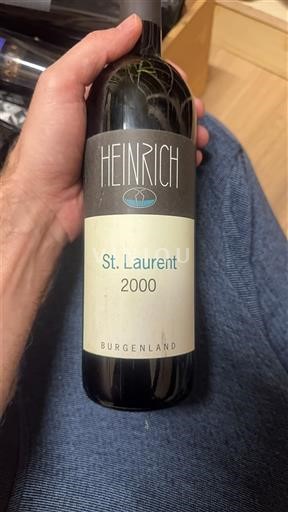 HEINRICH
St. Laurent
2000
BURGENLAND